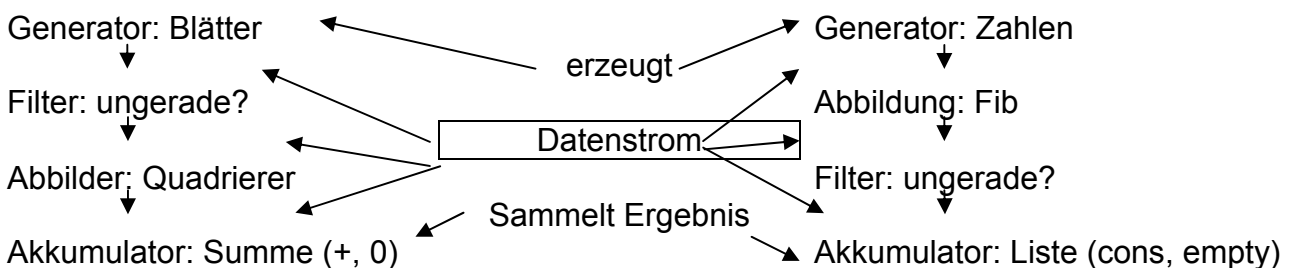 Generator: Blätter
erzeugt
Generator: Zahlen
Filter: ungerade?
Abbildung: Fib
Datenstrom
Abbilder: Quadrierer
Filter: ungerade?
Sammelt Ergebnis
Akkumulator: Summe (+, 0)
Akkumulator: Liste (cons, empty)